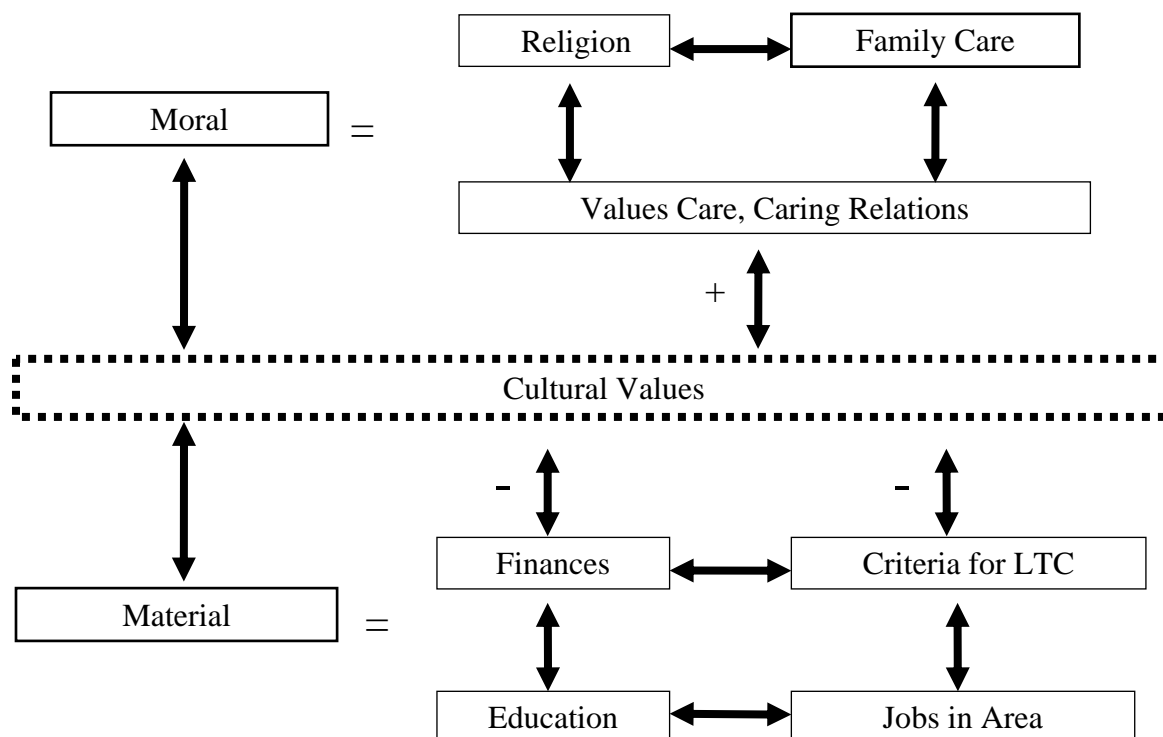 Religion
Family Care
Moral
=
Values Care, Caring Relations
+
Cultural Values
-
-
Finances
Criteria for LTC
Material
=
Education
Jobs in Area